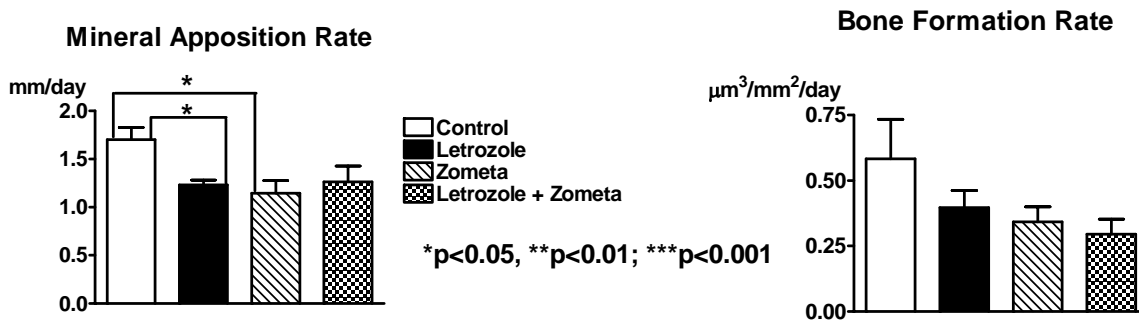 Mineral Apposition Rate
mm/day
*
*
2.0
1.5
1.0
0.5
0.0
Control
Letrozole
Zometa
Letrozole + Zometa
*p<0.05, **p<0.01; ***p<0.001
Bone Formation Rate
μm³/mm²/day
0.75
0.50
0.25
0.00